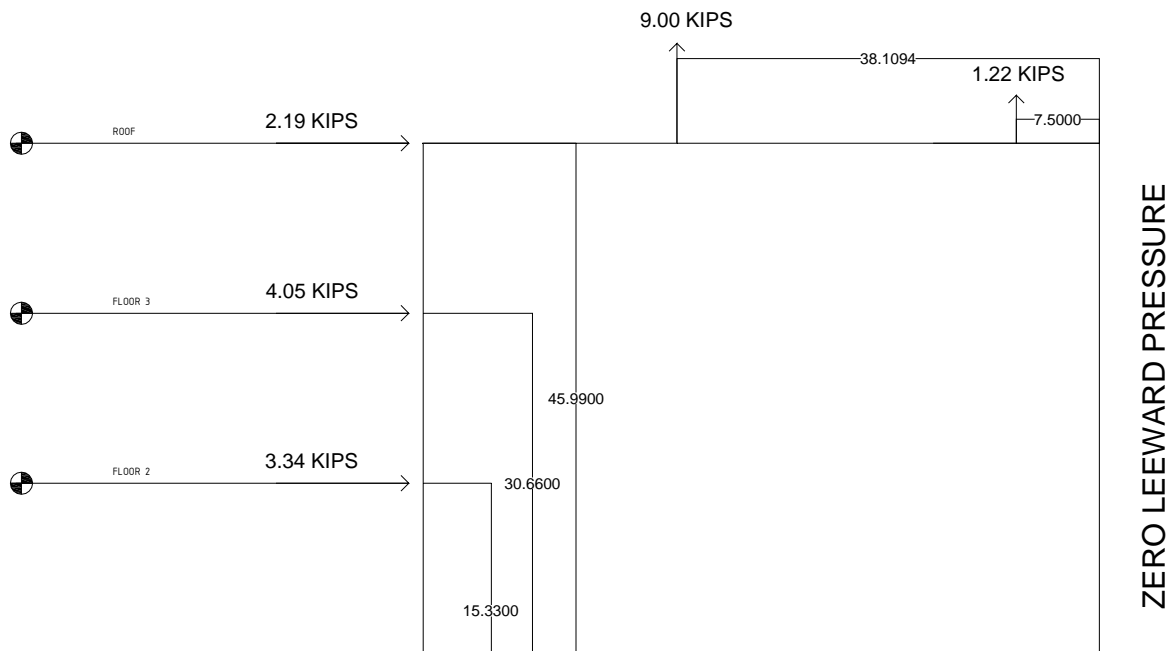 9.00 KIPS
38.1094
1.22 KIPS
7.5000
ROOF
2.19 KIPS
FLOOR 3
4.05 KIPS
45.9900
FLOOR 2
3.34 KIPS
30.6600
15.3300
ZERO LEEWARD PRESSURE